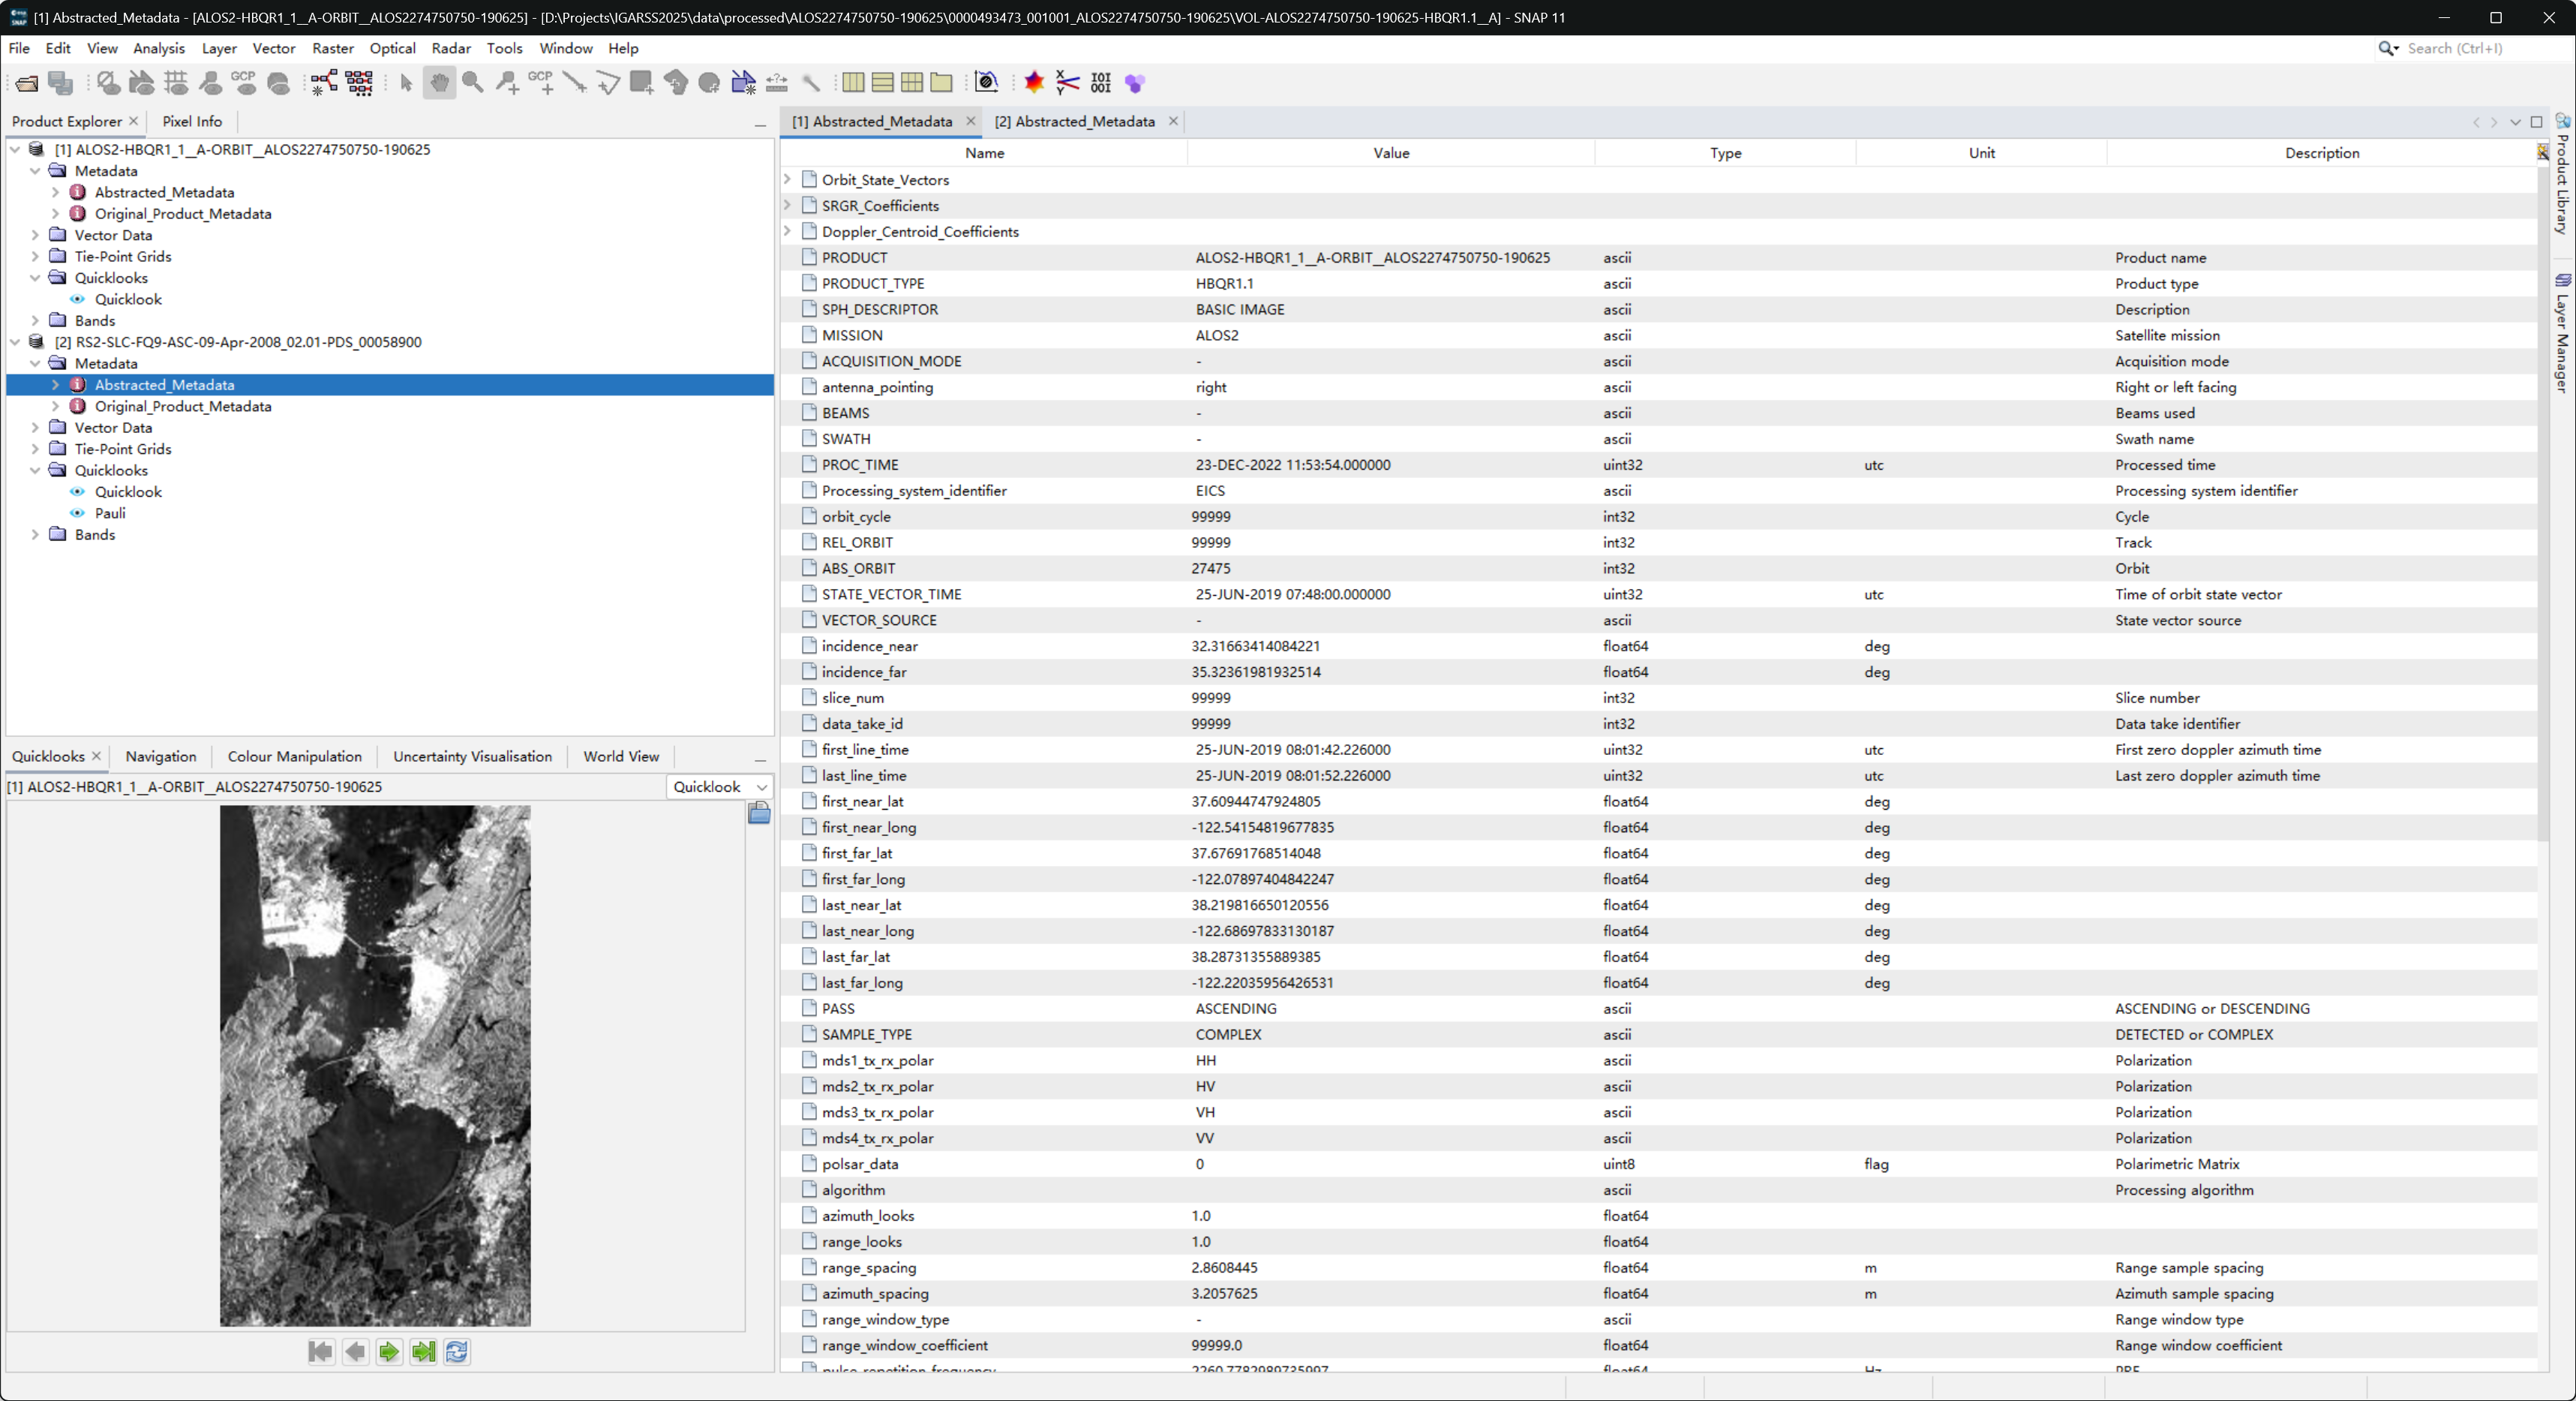 [1] Abstracted_Metadata - [ALOS2-HBQR1_1__A-ORBIT__ALOS2274750750-190625] - [D:\Projects\IGARSS2025\data\processed\ALOS2274750750-190625\0000493473_001001_ALOS2274750750-190625\VOL-ALOS2274750750-190625-HBQR1.1__A] - SNAP 11
File Edit View Analysis Layer Vector Raster Optical Radar Tools Window Help
Search (Ctrl+I)
GCP GCP
Product Explorer Pixel Info
[1] ALOS2-HBQR1_1__A-ORBIT__ALOS2274750750-190625
Metadata
Abstracted_Metadata
Original_Product_Metadata
Vector Data
Tie-Point Grids
Quicklooks
Quicklook
Bands
[2] RS2-SLC-FQ9-ASC-09-Apr-2008_02.01-PDS_00058900
Metadata
Abstracted_Metadata
Original_Product_Metadata
Vector Data
Tie-Point Grids
Quicklooks
Quicklook
Pauli
Bands
Quicklooks Navigation Colour Manipulation Uncertainty Visualisation World View
[1] ALOS2-HBQR1_1__A-ORBIT__ALOS2274750750-190625 Quicklook
[1] Abstracted_Metadata [2] Abstracted_Metadata
Name Value Type Unit Description
Orbit_State_Vectors
SRGR_Coefficients
Doppler_Centroid_Coefficients
PRODUCT ALOS2-HBQR1_1__A-ORBIT__ALOS2274750750-190625 ascii Product name
PRODUCT_TYPE HBQR1.1 ascii Product type
SPH_DESCRIPTOR BASIC IMAGE ascii Description
MISSION ALOS2 ascii Satellite mission
ACQUISITION_MODE - ascii Acquisition mode
antenna_pointing right ascii Right or left facing
BEAMS - ascii Beams used
SWATH - ascii Swath name
PROC_TIME 23-DEC-2022 11:53:54.000000 uint32 utc Processed time
Processing_system_identifier EICS ascii Processing system identifier
orbit_cycle 99999 int32 Cycle
REL_ORBIT 99999 int32 Track
ABS_ORBIT 27475 int32 Orbit
STATE_VECTOR_TIME 25-JUN-2019 07:48:00.000000 uint32 utc Time of orbit state vector
VECTOR_SOURCE - ascii State vector source
incidence_near 32.31663414084221 float64 deg
incidence_far 35.32361981932514 float64 deg
slice_num 99999 int32 Slice number
data_take_id 99999 int32 Data take identifier
first_line_time 25-JUN-2019 08:01:42.226000 uint32 utc First zero doppler azimuth time
last_line_time 25-JUN-2019 08:01:52.226000 uint32 utc Last zero doppler azimuth time
first_near_lat 37.60944747924805 float64 deg
first_near_long -122.54154819677835 float64 deg
first_far_lat 37.67691768514048 float64 deg
first_far_long -122.07897404842247 float64 deg
last_near_lat 38.219816650120556 float64 deg
last_near_long -122.68697833130187 float64 deg
last_far_lat 38.28731355889385 float64 deg
last_far_long -122.22035956426531 float64 deg
PASS ASCENDING ascii ASCENDING or DESCENDING
SAMPLE_TYPE COMPLEX ascii DETECTED or COMPLEX
mds1_tx_rx_polar HH ascii Polarization
mds2_tx_rx_polar HV ascii Polarization
mds3_tx_rx_polar VH ascii Polarization
mds4_tx_rx_polar VV ascii Polarization
polsar_data 0 uint8 flag Polarimetric Matrix
algorithm ascii Processing algorithm
azimuth_looks 1.0 float64
range_looks 1.0 float64
range_spacing 2.8608445 float64 m Range sample spacing
azimuth_spacing 3.2057625 float64 m Azimuth sample spacing
range_window_type - ascii Range window type
range_window_coefficient 99999.0 float64 Range window coefficient
pulse_repetition_frequency float64 Hz PRF
Product Library
Layer Manager